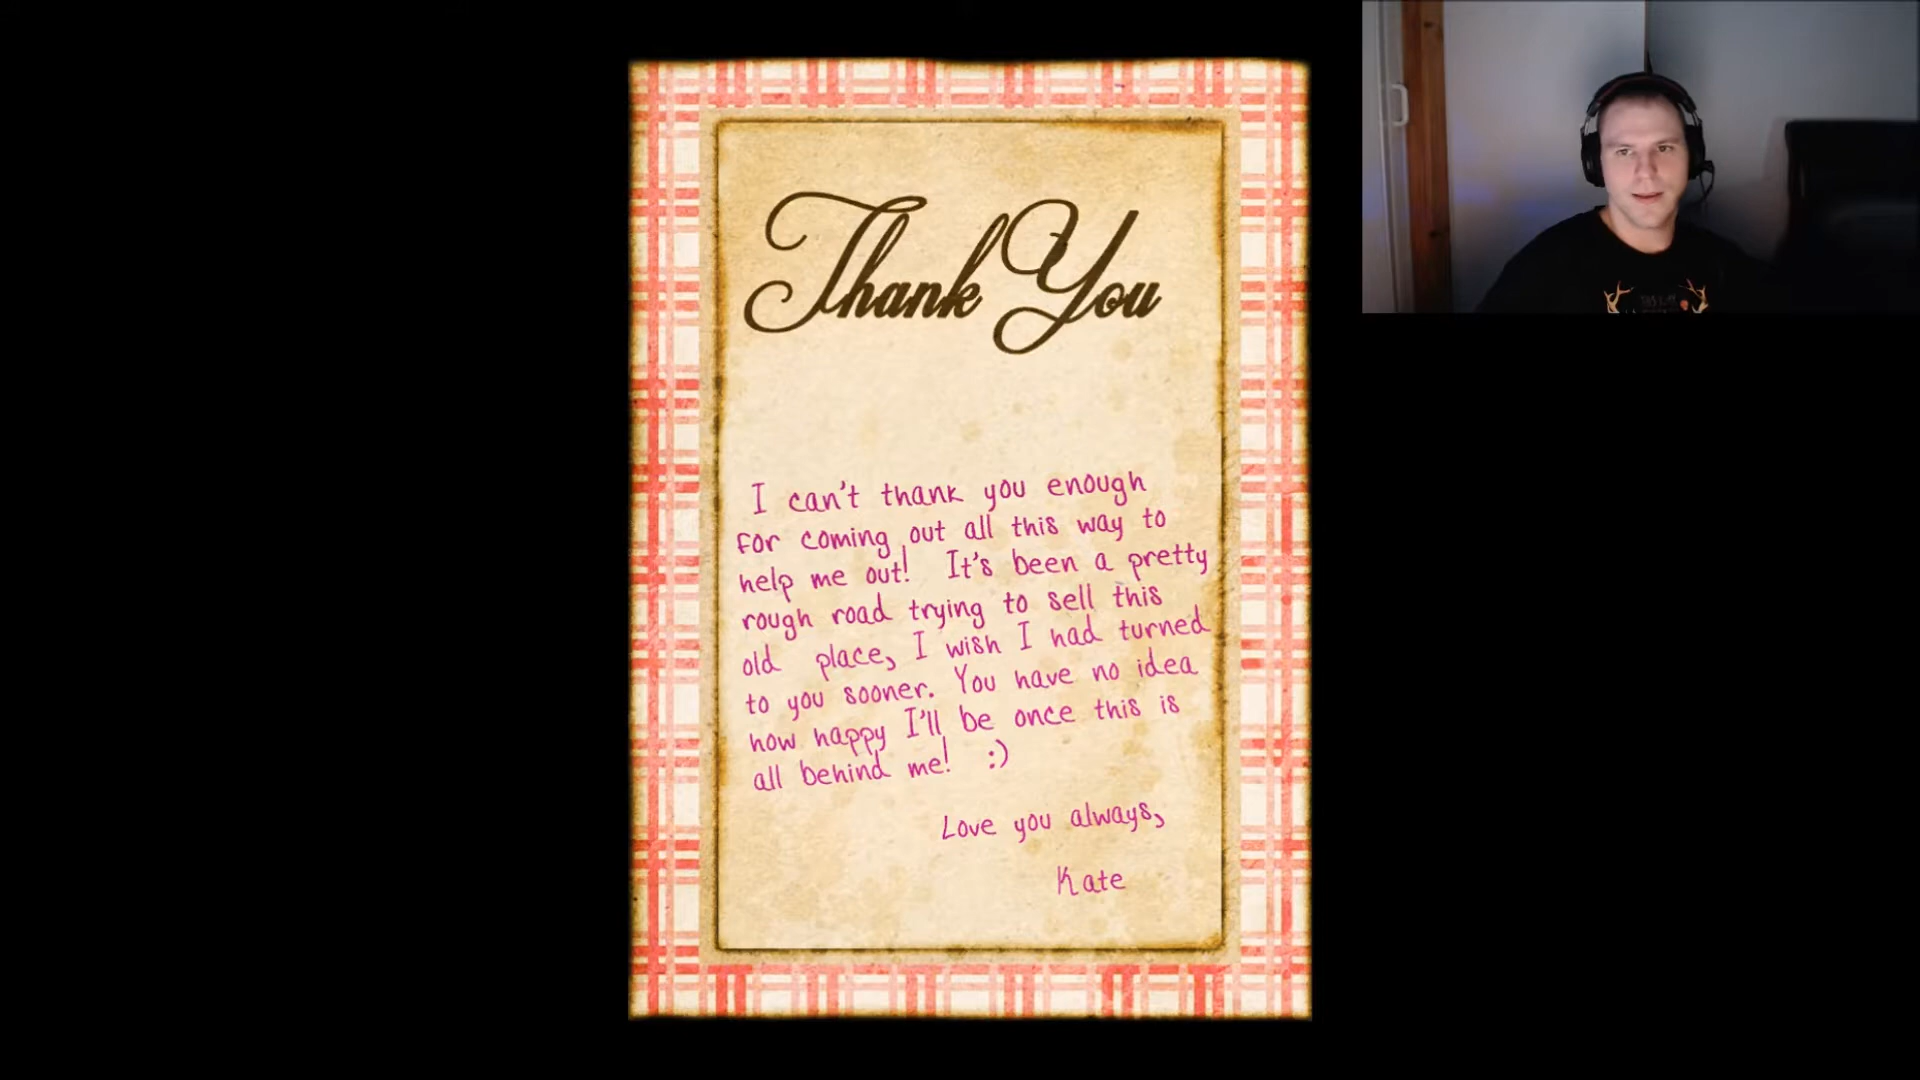 Thank You
I can't thank you enough
for coming out all this way to
help me out! It's been a pretty
rough road trying to sell this
old place, I wish I had turned
to you sooner. You have no idea
how happy I'll be once this is
all behind me! :)
Love you always,
Kate